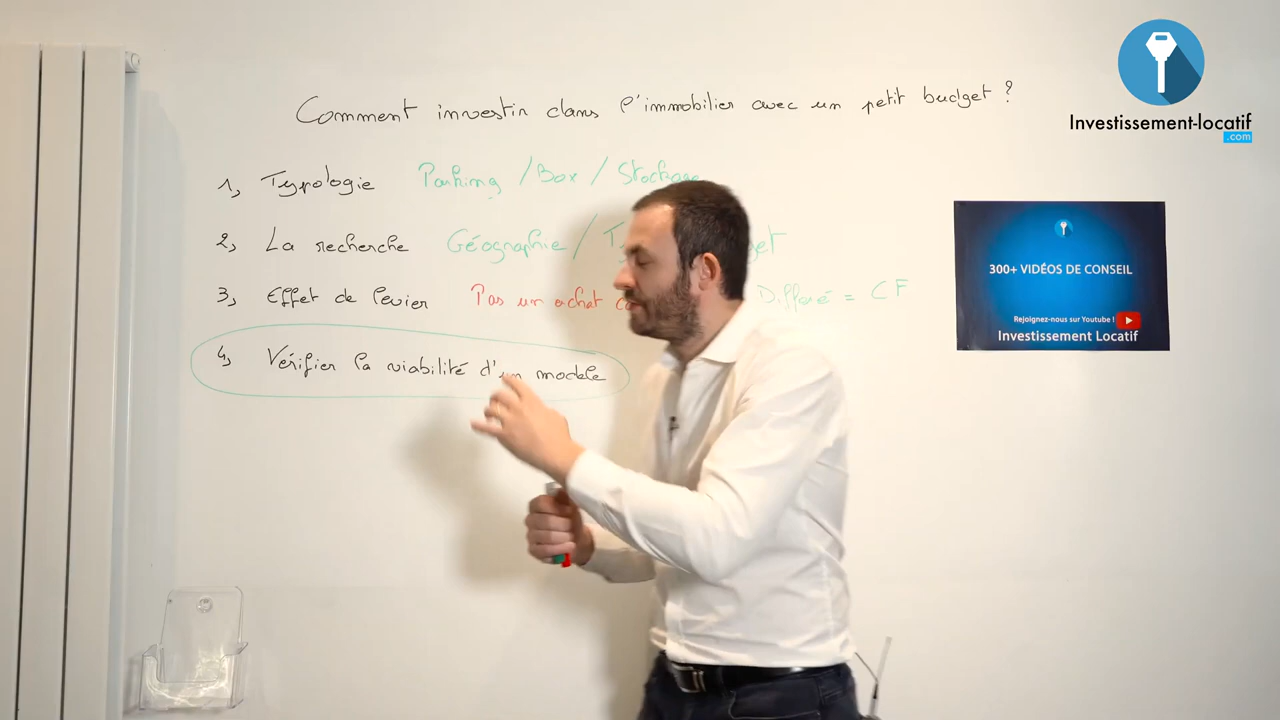 Comment investir dans l'immobilier avec un petit budget ?
1, Typologie Parking / Box / Stockage
2, La recherche Géographie /
3, Effet de levier Pas un achat Différé = CF
4, Vérifier la viabilité d'un modele
Investissement-locatif
.com
300+ VIDÉOS DE CONSEIL
Rejoignez-nous sur Youtube !
Investissement Locatif